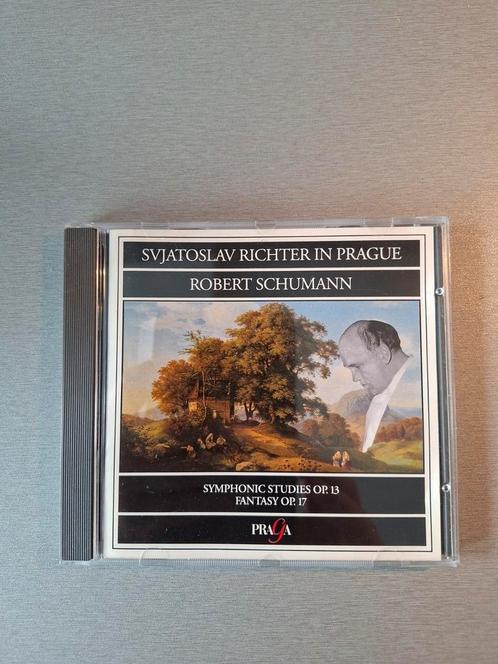 SVJATOSLAV RICHTER IN PRAGUE
ROBERT SCHUMANN
SYMPHONIC STUDIES OP. 13
FANTASY OP. 17
PRAGA